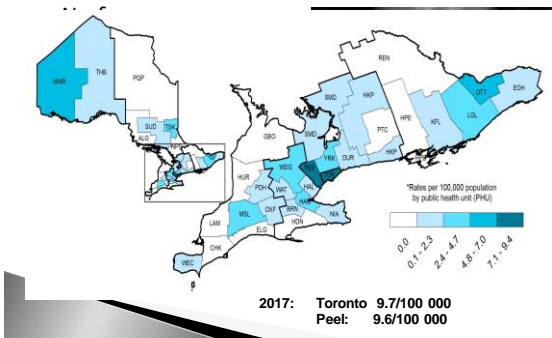 NWR
THB
PQP
SUD
TSK
ALG
REN
SMD
HKP
HPE
KFL
LGL
OTT
EOH
PTC
GBO
SMD
YRK
DUR
HKP
WDG
HUR
PDH
WAT
HAL
HAM
MSL
OXF
BRN
HDN
NIA
LAM
ELG
CHK
WEC
*Rates per 100,000 population
by public health unit (PHU)
0.0
0.1 - 2.3
2.4 - 4.7
4.8 - 7.0
7.1 - 9.4
2017: Toronto 9.7/100 000
Peel: 9.6/100 000